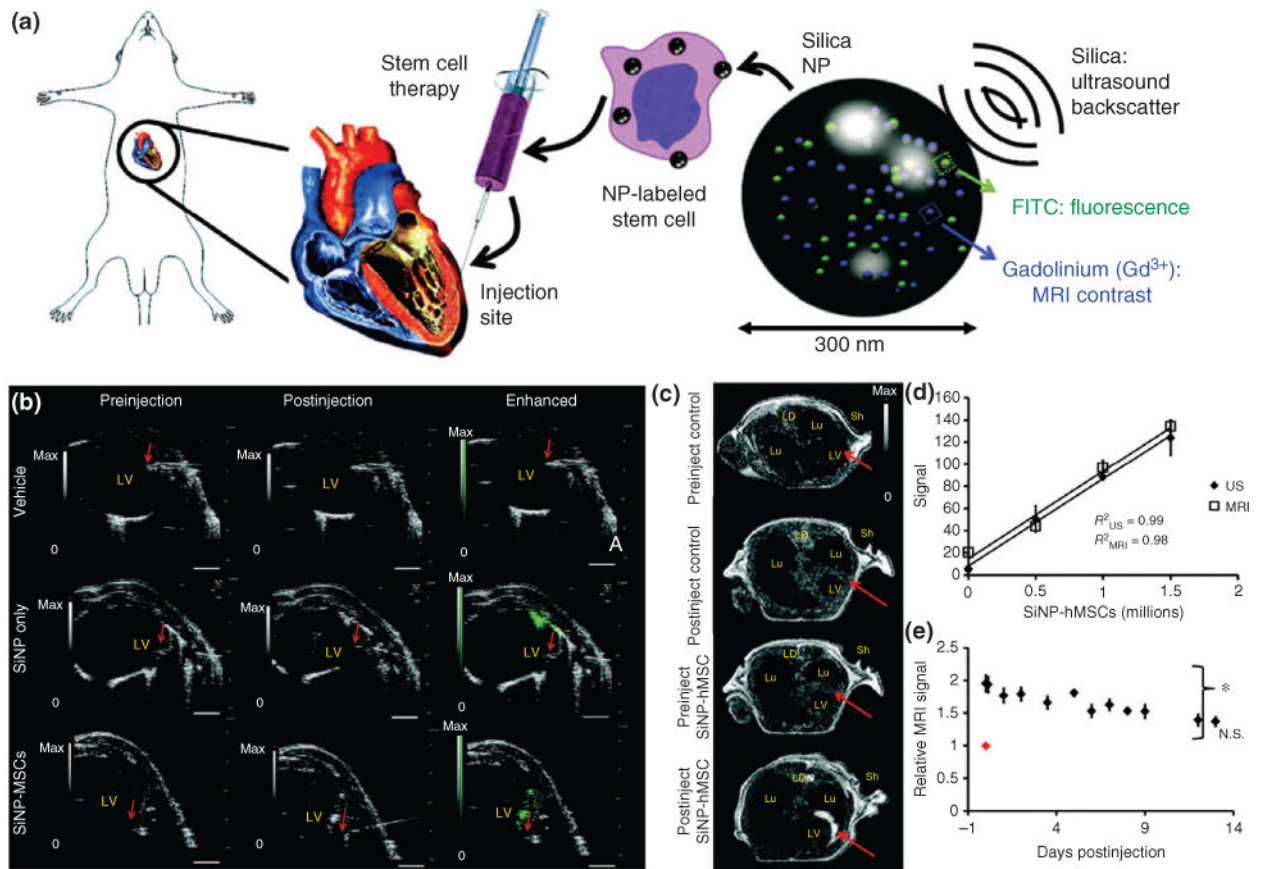 (a)
Stem cell
therapy
Injection
site
NP-labeled
stem cell
Silica
NP
Silica:
ultrasound
backscatter
FITC: fluorescence
Gadolinium (Gd³⁺):
MRI contrast
300 nm
(b)
Preinjection
Postinjection
Enhanced
Vehicle
Max
LV
0
LV
Max
0
Max
LV
0
A
SiNP only
Max
LV
0
LV
Max
0
Max
LV
0
SiNP-MSCs
Max
LV
0
LV
Max
0
Max
LV
0
(c)
Preinject control
LD
Sh
Max
Lu
Lu
LV
0
Postinject control
LD
Sh
Lu
Lu
LV
Preinject
SiNP-hMSC
LD
Sh
Lu
Lu
LV
Postinject
SiNP-hMSC
LD
Sh
Lu
Lu
LV
(d)
Signal
160
140
120
100
80
60
40
20
0
US
MRI
R²US = 0.99
R²MRI = 0.98
0
0.5
1
1.5
2
SiNP-hMSCs (millions)
(e)
Relative MRI signal
2.5
2
1.5
1
0.5
0
*
N.S.
−1
4
9
14
Days postinjection